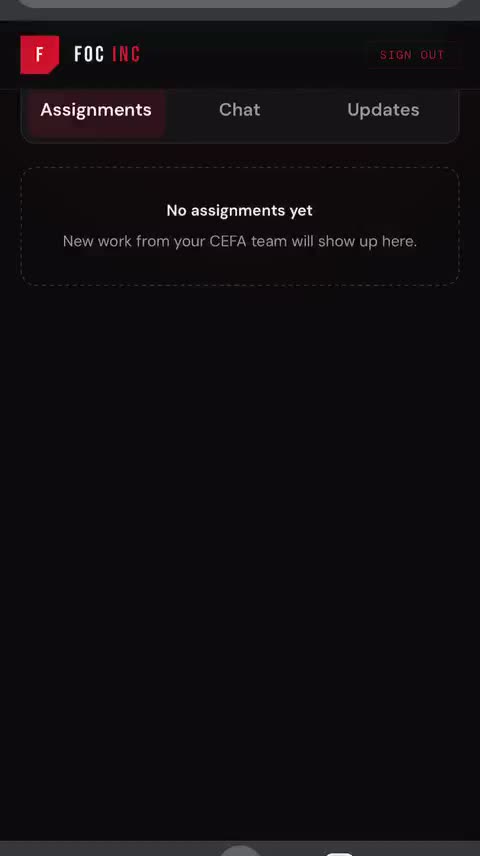 F FOC INC SIGN OUT
Assignments Chat Updates
No assignments yet
New work from your CEFA team will show up here.